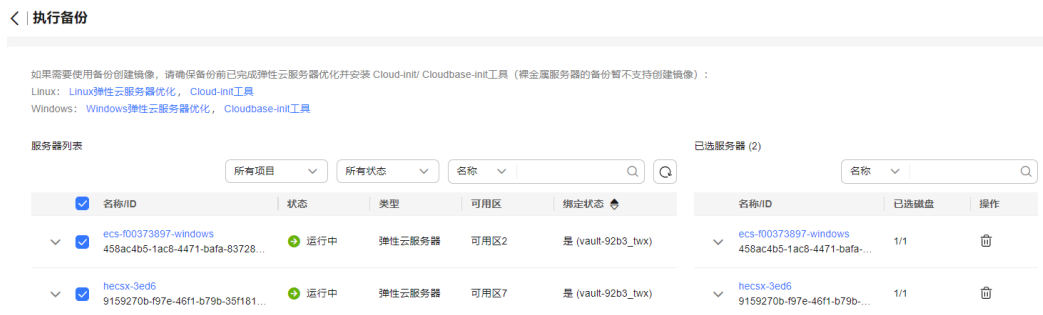 执行备份
如果需要使用备份创建镜像，请确保备份前已完成弹性云服务器优化并安装 Cloud-init/ Cloudbase-init工具（裸金属服务器的备份暂不支持创建镜像）：
Linux： Linux弹性云服务器优化， Cloud-init工具
Windows： Windows弹性云服务器优化， Cloudbase-init工具
服务器列表
所有项目 所有状态 名称
名称/ID 状态 类型 可用区 绑定状态
ecs-f00373897-windows
458ac4b5-1ac8-4471-bafa-83728... 运行中 弹性云服务器 可用区2 是 (vault-92b3_twx)
hecsx-3ed6
9159270b-f97e-46f1-b79b-35f181... 运行中 弹性云服务器 可用区7 是 (vault-92b3_twx)
已选服务器 (2)
名称
名称/ID 已选磁盘 操作
ecs-f00373897-windows
458ac4b5-1ac8-4471-bafa-... 1/1
hecsx-3ed6
9159270b-f97e-46f1-b79b-... 1/1